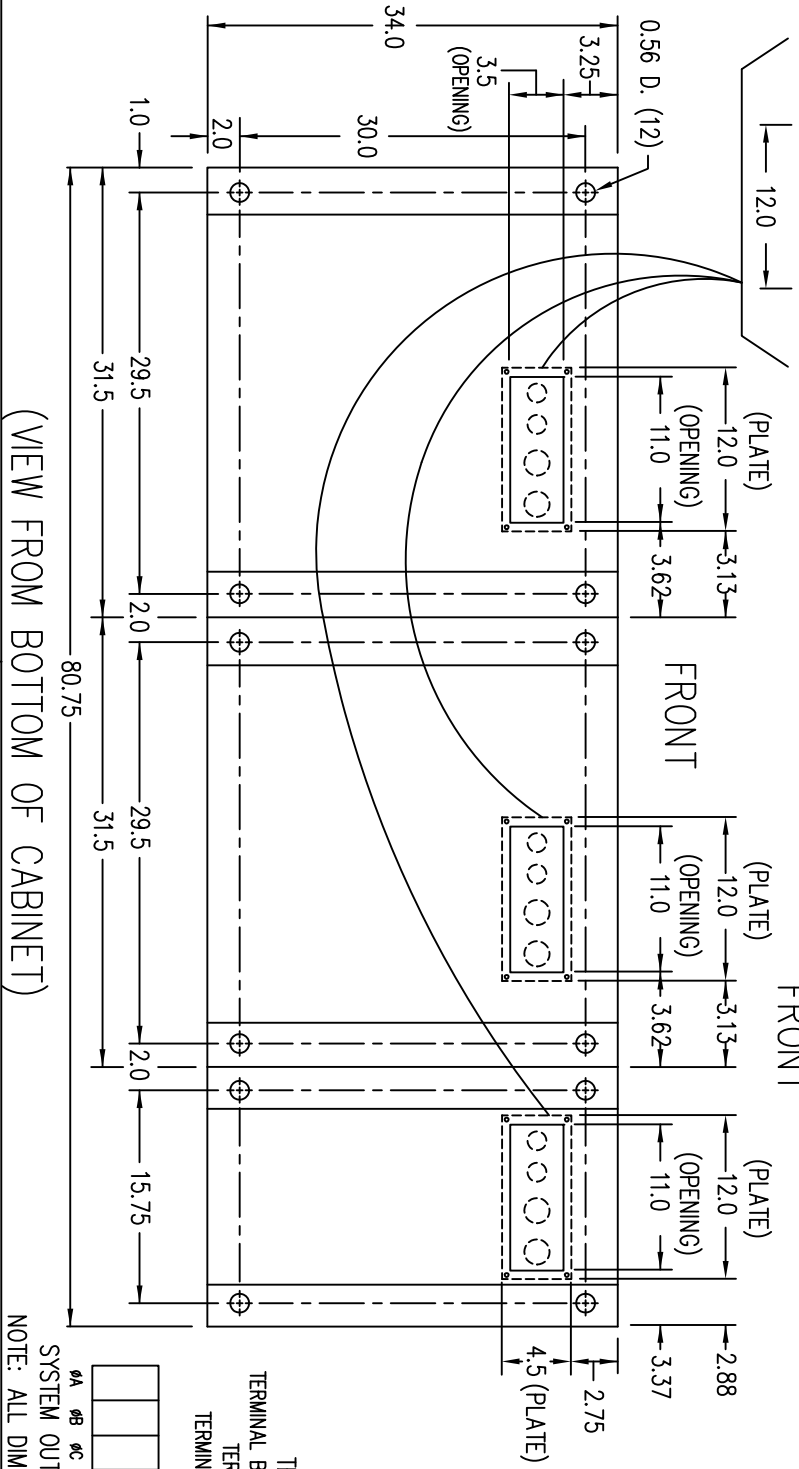 FRONT
12.0
(PLATE)
12.0
3.13
(OPENING)
11.0
3.62
(PLATE)
12.0
3.13
(OPENING)
11.0
3.62
(PLATE)
12.0
2.88
(OPENING)
11.0
3.37
FRONT
0.56 D. (12)
3.25
3.5
(OPENING)
2.75
4.5 (PLATE)
34.0
30.0
2.0
1.0
29.5
2.0
29.5
2.0
15.75
31.5
31.5
80.75
(VIEW FROM BOTTOM OF CABINET)
TERMINAL B
TER
TERMIN
ØA ØB ØC
SYSTEM OUT
NOTE: ALL DIM